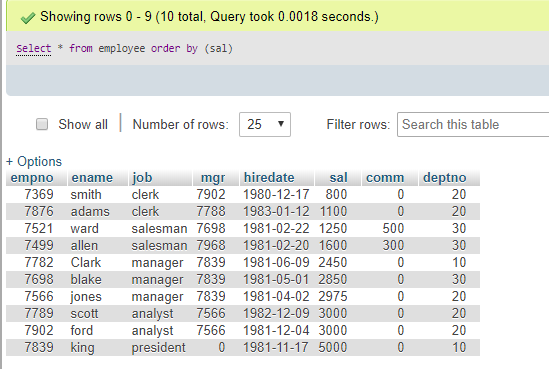 Showing rows 0 - 9 (10 total, Query took 0.0018 seconds.)
Select * from employee order by (sal)
Show all Number of rows: 25 Filter rows: Search this table
+ Options
empno ename job mgr hiredate sal comm deptno
7369 smith clerk 7902 1980-12-17 800 0 20
7876 adams clerk 7788 1983-01-12 1100 0 20
7521 ward salesman 7698 1981-02-22 1250 500 30
7499 allen salesman 7968 1981-02-20 1600 300 30
7782 Clark manager 7839 1981-06-09 2450 0 10
7698 blake manager 7839 1981-05-01 2850 0 30
7566 jones manager 7839 1981-04-02 2975 0 20
7789 scott analyst 7566 1982-12-09 3000 0 20
7902 ford analyst 7566 1981-12-04 3000 0 20
7839 king president 0 1981-11-17 5000 0 10